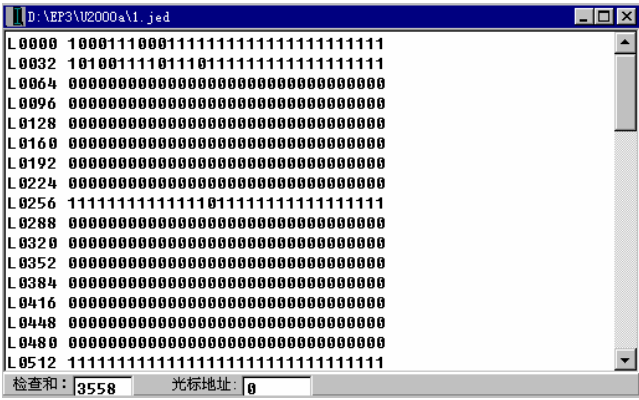 D:\EP3\U2000a\1.jed
L0000 10001110001111111111111111111111
L0032 10100111101110111111111111111111
L0064 00000000000000000000000000000000
L0096 00000000000000000000000000000000
L0128 00000000000000000000000000000000
L0160 00000000000000000000000000000000
L0192 00000000000000000000000000000000
L0224 00000000000000000000000000000000
L0256 11111111111111011111111111111111
L0288 00000000000000000000000000000000
L0320 00000000000000000000000000000000
L0352 00000000000000000000000000000000
L0384 00000000000000000000000000000000
L0416 00000000000000000000000000000000
L0448 00000000000000000000000000000000
L0480 00000000000000000000000000000000
L0512 11111111111111111111111111111111
检查和: 3558 光标地址: 0